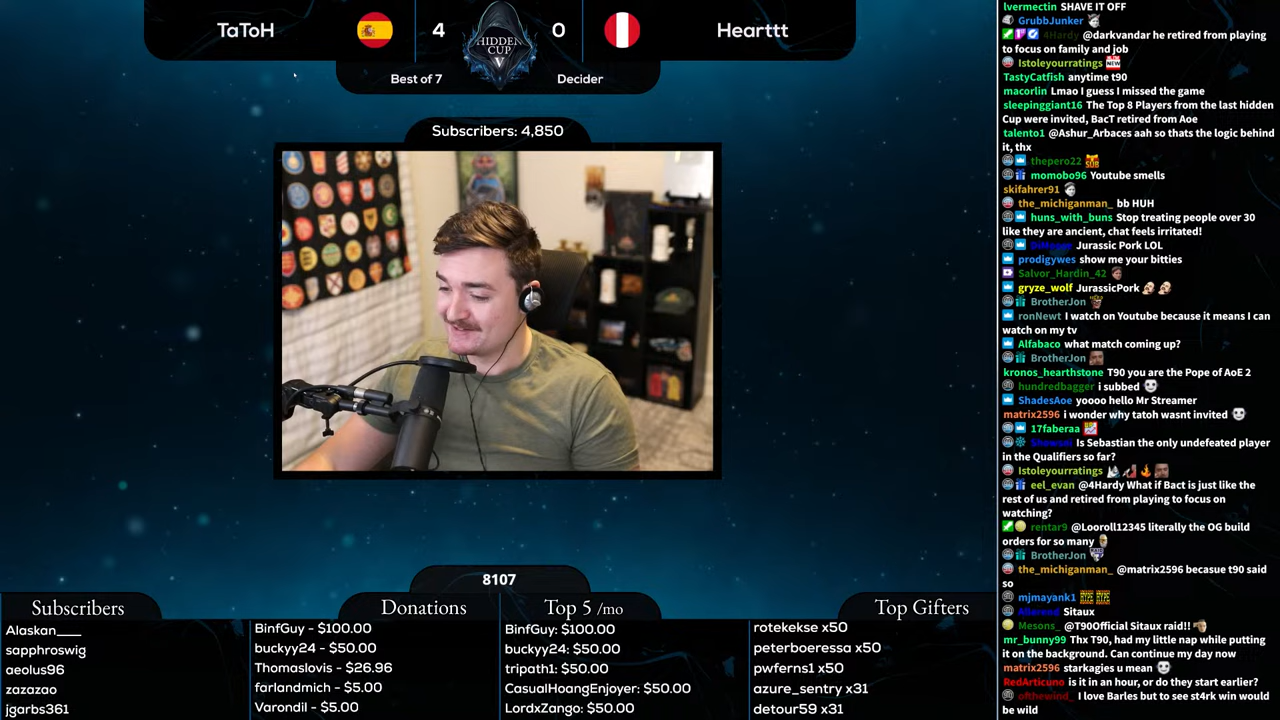 TaToH
4
HIDDEN
CUP
V
0
Hearttt
Best of 7
Decider
Subscribers: 4,850
8107
Subscribers
Alaskan___
sapphroswig
aeolus96
zazazao
jgarbs361
Donations
BinfGuy - $100.00
buckyy24 - $50.00
Thomaslovis - $26.96
farlandmich - $5.00
Varondil - $5.00
Top 5 /mo
BinfGuy: $100.00
buckyy24: $50.00
tripath1: $50.00
CasualHoangEnjoyer: $50.00
LordxZango: $50.00
Top Gifters
rotekekse x50
peterboeressa x50
pwferns1 x50
azure_sentry x31
detour59 x31
lvermectin SHAVE IT OFF
GrubbJunker
4Hardy @darkvandar he retired from playing
to focus on family and job
Istoleyourratings NEW
TastyCatfish anytime t90
macorlin Lmao I guess I missed the game
sleepinggiant16 The Top 8 Players from the last hidden
Cup were invited, BacT retired from Aoe
talento1 @Ashur_Arbaces aah so thats the logic behind
it, thx
thepero22 SUB
momobo96 Youtube smells
skifahrer91
the_michiganman_ bb HUH
huns_with_buns Stop treating people over 30
like they are ancient, chat feels irritated!
Jurassic Pork LOL
prodigywes show me your bitties
Salvor_Hardin_42
gryze_wolf JurassicPork
BrotherJon
ronNewt I watch on Youtube because it means I can
watch on my tv
Alfabaco what match coming up?
BrotherJon
kronos_hearthstone T90 you are the Pope of AoE 2
hundredbagger i subbed
ShadesAoe yoooo hello Mr Streamer
matrix2596 i wonder why tatoh wasnt invited
17faberaa
Is Sebastian the only undefeated player
in the Qualifiers so far?
Istoleyourratings
eel_evan @4Hardy What if Bact is just like the
rest of us and retired from playing to focus on
watching?
rentar9 @Looroll12345 literally the OG build
orders for so many
BrotherJon
the_michiganman_ @matrix2596 becasue t90 said
so
mjmayank1 HYPE HYPE
Sitaux
Mesons_ @T90Official Sitaux raid!!
mr_bunny99 Thx T90, had my little nap while putting
it on the background. Can continue my day now
matrix2596 starkagies u mean
RedArticuno is it in an hour, or do they start earlier?
ofthewind_ I love Barles but to see st4rk win would
be wild